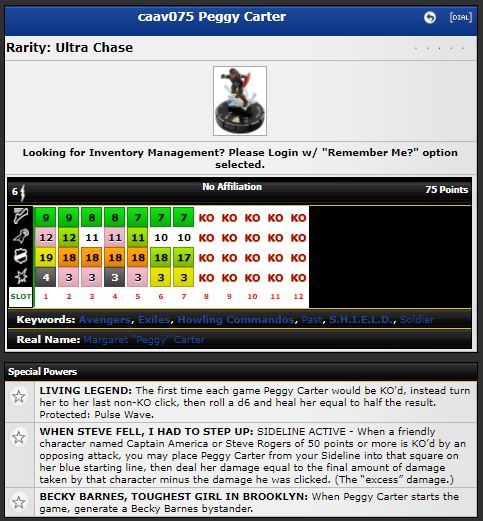 caav075 Peggy Carter
[DIAL]
Rarity: Ultra Chase
Looking for Inventory Management? Please Login w/ "Remember Me?" option
selected.
6 No Affiliation 75 Points
9 9 8 8 7 7 7 KO KO KO KO KO
12 12 11 11 11 10 10 KO KO KO KO KO
19 18 18 18 18 18 17 KO KO KO KO KO
4 3 3 4 3 3 3 KO KO KO KO KO
SLOT 1 2 3 4 5 6 7 8 9 10 11 12
Keywords: Avengers, Exiles, Howling Commandos, Past, S.H.I.E.L.D., Soldier
Real Name: Margaret "Peggy" Carter
Special Powers
LIVING LEGEND: The first time each game Peggy Carter would be KO'd, instead turn
her to her last non-KO click, then roll a d6 and heal her equal to half the result.
Protected: Pulse Wave.
WHEN STEVE FELL, I HAD TO STEP UP: SIDELINE ACTIVE - When a friendly
character named Captain America or Steve Rogers of 50 points or more is KO'd by an
opposing attack, you may place Peggy Carter from your Sideline into that square on
her blue starting line, then deal her damage equal to the final amount of damage
taken by that character minus the damage he was clicked. (The "excess" damage.)
BECKY BARNES, TOUGHEST GIRL IN BROOKLYN: When Peggy Carter starts the
game, generate a Becky Barnes bystander.